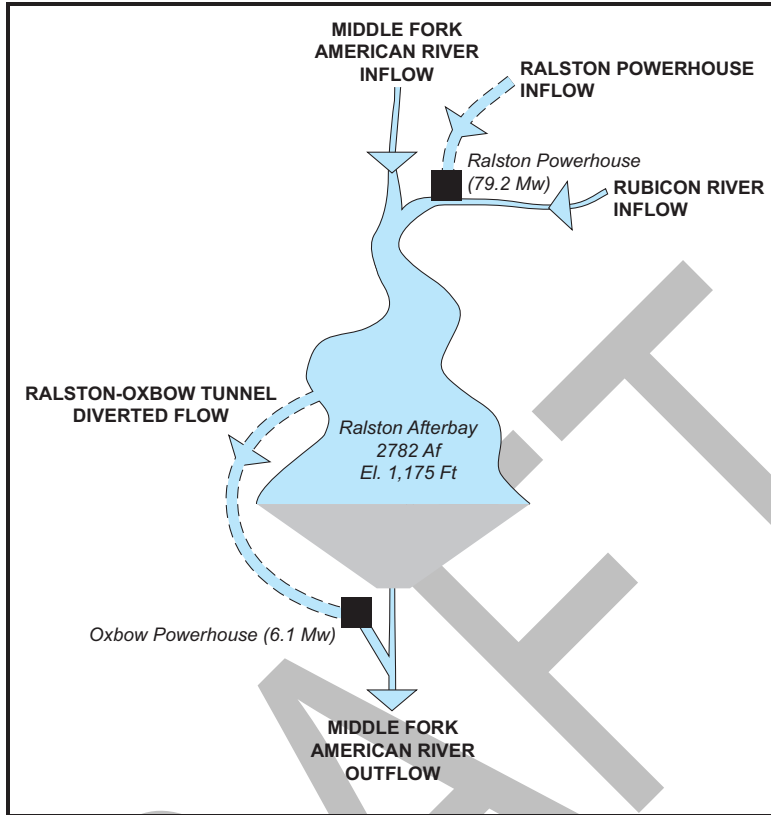 MIDDLE FORK
AMERICAN RIVER
INFLOW
RALSTON POWERHOUSE
INFLOW
Ralston Powerhouse
(79.2 Mw)
RUBICON RIVER
INFLOW
RALSTON-OXBOW TUNNEL
DIVERTED FLOW
Ralston Afterbay
2782 Af
El. 1,175 Ft
Oxbow Powerhouse (6.1 Mw)
MIDDLE FORK
AMERICAN RIVER
OUTFLOW